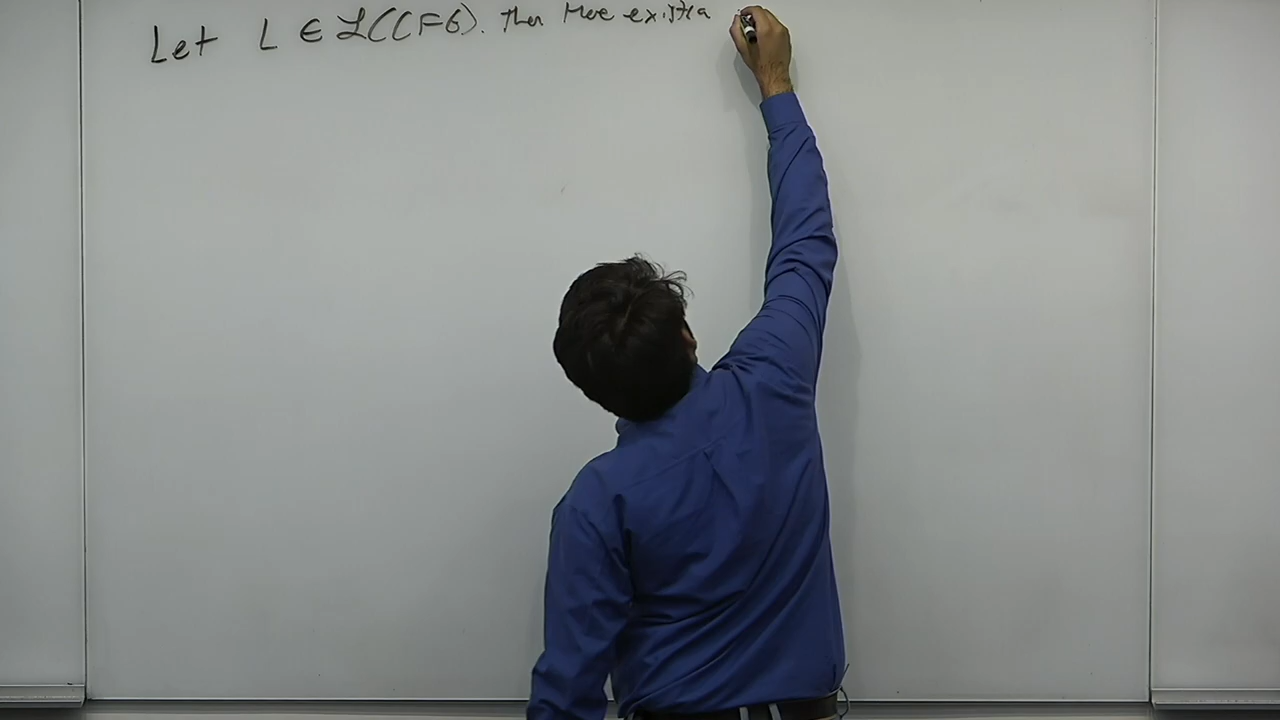 Let L ∈ ℒ(CFG). Then there exists a